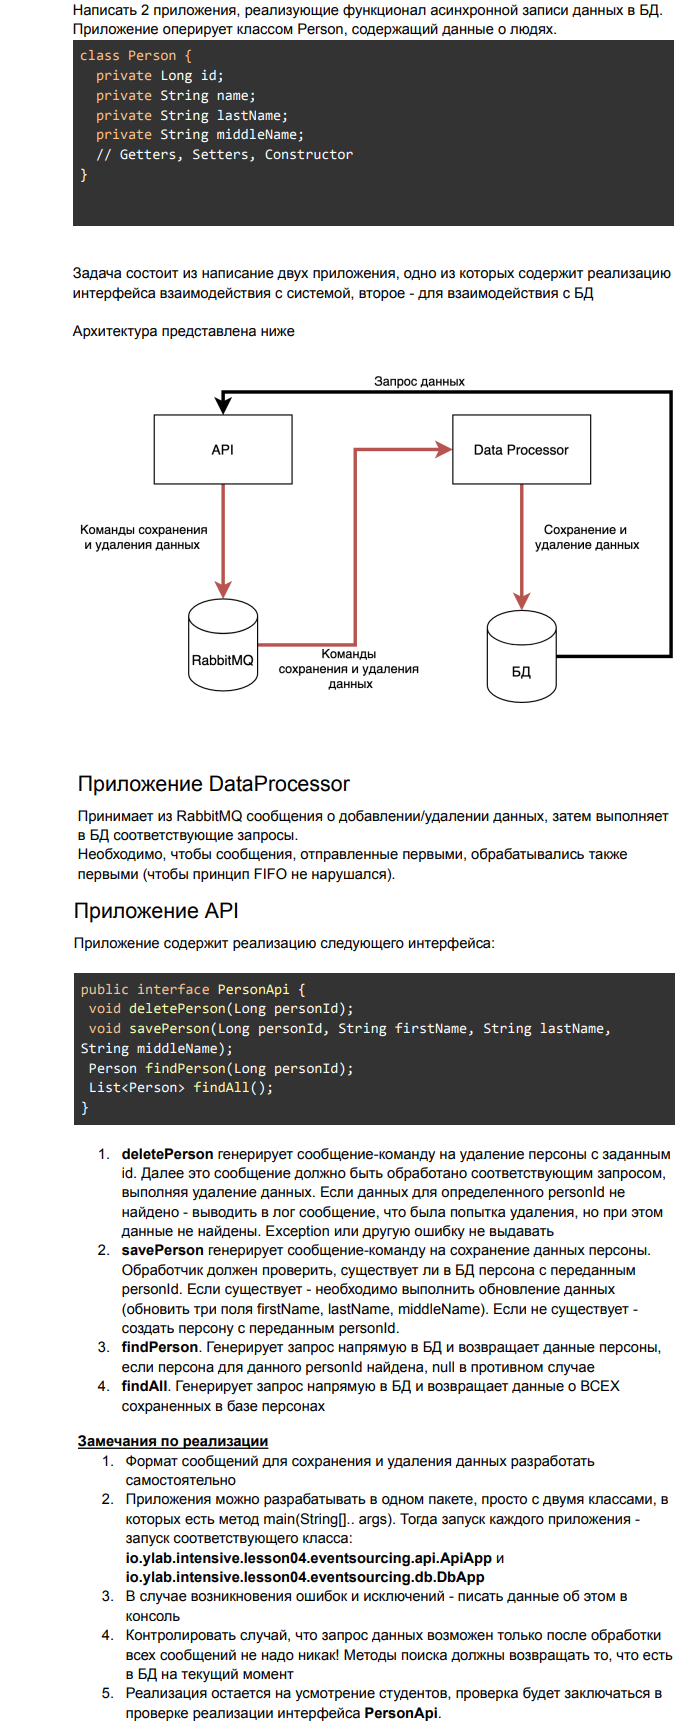 Написать 2 приложения, реализующие функционал асинхронной записи данных в БД.
Приложение оперирует классом Person, содержащий данные о людях.
class Person {
  private Long id;
  private String name;
  private String lastName;
  private String middleName;
  // Getters, Setters, Constructor
}
Задача состоит из написание двух приложения, одно из которых содержит реализацию
интерфейса взаимодействия с системой, второе - для взаимодействия с БД
Архитектура представлена ниже
Запрос данных
API
Data Processor
Команды сохранения
и удаления данных
Сохранение и
удаление данных
RabbitMQ
Команды
сохранения и удаления
данных
БД
Приложение DataProcessor
Принимает из RabbitMQ сообщения о добавлении/удалении данных, затем выполняет
в БД соответствующие запросы.
Необходимо, чтобы сообщения, отправленные первыми, обрабатывались также
первыми (чтобы принцип FIFO не нарушался).
Приложение API
Приложение содержит реализацию следующего интерфейса:
public interface PersonApi {
 void deletePerson(Long personId);
 void savePerson(Long personId, String firstName, String lastName,
String middleName);
 Person findPerson(Long personId);
 List<Person> findAll();
}
1. deletePerson генерирует сообщение-команду на удаление персоны с заданным
id. Далее это сообщение должно быть обработано соответствующим запросом,
выполняя удаление данных. Если данных для определенного personId не
найдено - выводить в лог сообщение, что была попытка удаления, но при этом
данные не найдены. Exception или другую ошибку не выдавать
2. savePerson генерирует сообщение-команду на сохранение данных персоны.
Обработчик должен проверить, существует ли в БД персона с переданным
personId. Если существует - необходимо выполнить обновление данных
(обновить три поля firstName, lastName, middleName). Если не существует -
создать персону с переданным personId.
3. findPerson. Генерирует запрос напрямую в БД и возвращает данные персоны,
если персона для данного personId найдена, null в противном случае
4. findAll. Генерирует запрос напрямую в БД и возвращает данные о ВСЕХ
сохраненных в базе персонах
Замечания по реализации
1. Формат сообщений для сохранения и удаления данных разработать
самостоятельно
2. Приложения можно разрабатывать в одном пакете, просто с двумя классами, в
которых есть метод main(String[].. args). Тогда запуск каждого приложения -
запуск соответствующего класса:
io.ylab.intensive.lesson04.eventsourcing.api.ApiApp и
io.ylab.intensive.lesson04.eventsourcing.db.DbApp
3. В случае возникновения ошибок и исключений - писать данные об этом в
консоль
4. Контролировать случай, что запрос данных возможен только после обработки
всех сообщений не надо никак! Методы поиска должны возвращать то, что есть
в БД на текущий момент
5. Реализация остается на усмотрение студентов, проверка будет заключаться в
проверке реализации интерфейса PersonApi.